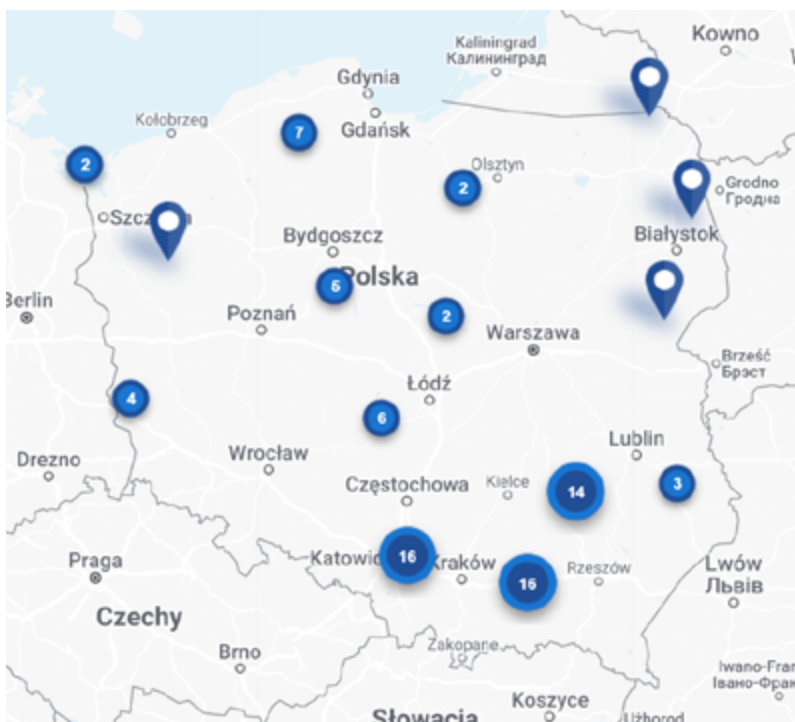 Kaliningrad
Калининград
Kowno
Gdynia
Kołobrzeg
7
Gdańsk
2
Olsztyn
2
Grodno
Гродна
Białystok
Bydgoszcz
5
Polska
Berlin
Poznań
2
Warszawa
Brześć
Брэст
4
Łódź
6
Lublin
Drezno
Wrocław
Częstochowa
Kielce
14
3
Praga
16
Kraków
16
Rzeszów
Lwów
Львів
Czechy
Brno
Zakopane
Koszyce
Słowacja
Użhorod